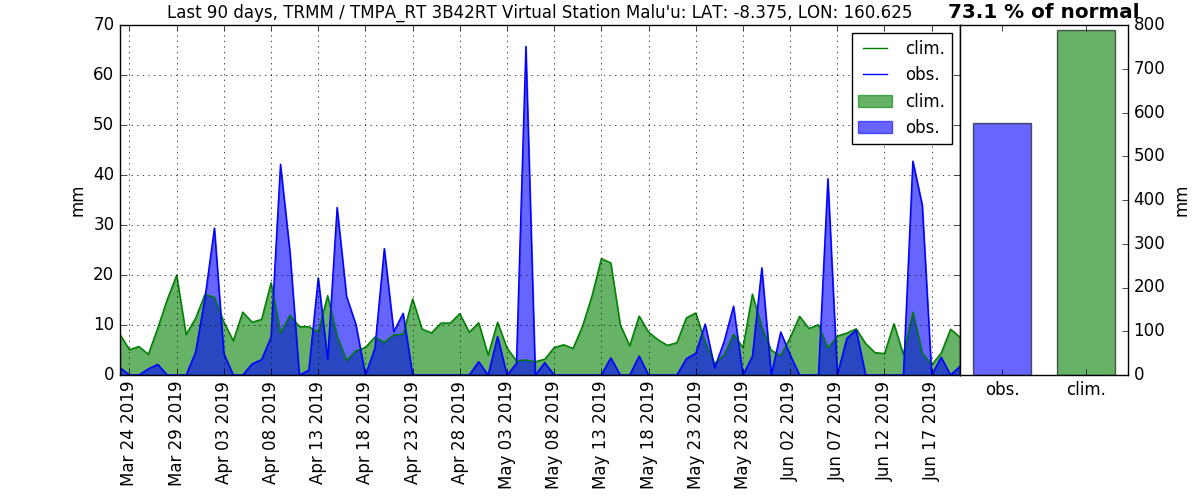 Last 90 days, TRMM / TMPA_RT 3B42RT Virtual Station Malu'u: LAT: -8.375, LON: 160.625
73.1 % of normal
70
60
50
40
30
20
10
0
mm
clim.
obs.
clim.
obs.
800
700
600
500
400
300
200
100
0
mm
Mar 24 2019
Mar 29 2019
Apr 03 2019
Apr 08 2019
Apr 13 2019
Apr 18 2019
Apr 23 2019
Apr 28 2019
May 03 2019
May 08 2019
May 13 2019
May 18 2019
May 23 2019
May 28 2019
Jun 02 2019
Jun 07 2019
Jun 12 2019
Jun 17 2019
obs.
clim.